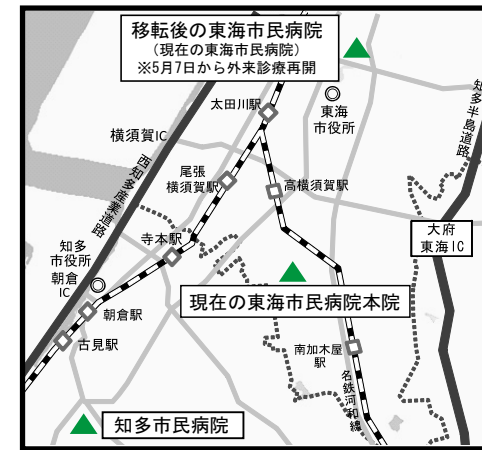 移転後の東海市民病院
(現在の東海市民病院)
※5月7日から外来診療再開
太田川駅
東海
市役所
知多半島道路
横須賀IC
西知多産業道路
尾張
横須賀駅
高横須賀駅
大府
東海IC
知多
市役所
寺本駅
朝倉
IC
現在の東海市民病院本院
朝倉駅
古見駅
南加木屋
駅
名鉄河和線
知多市民病院